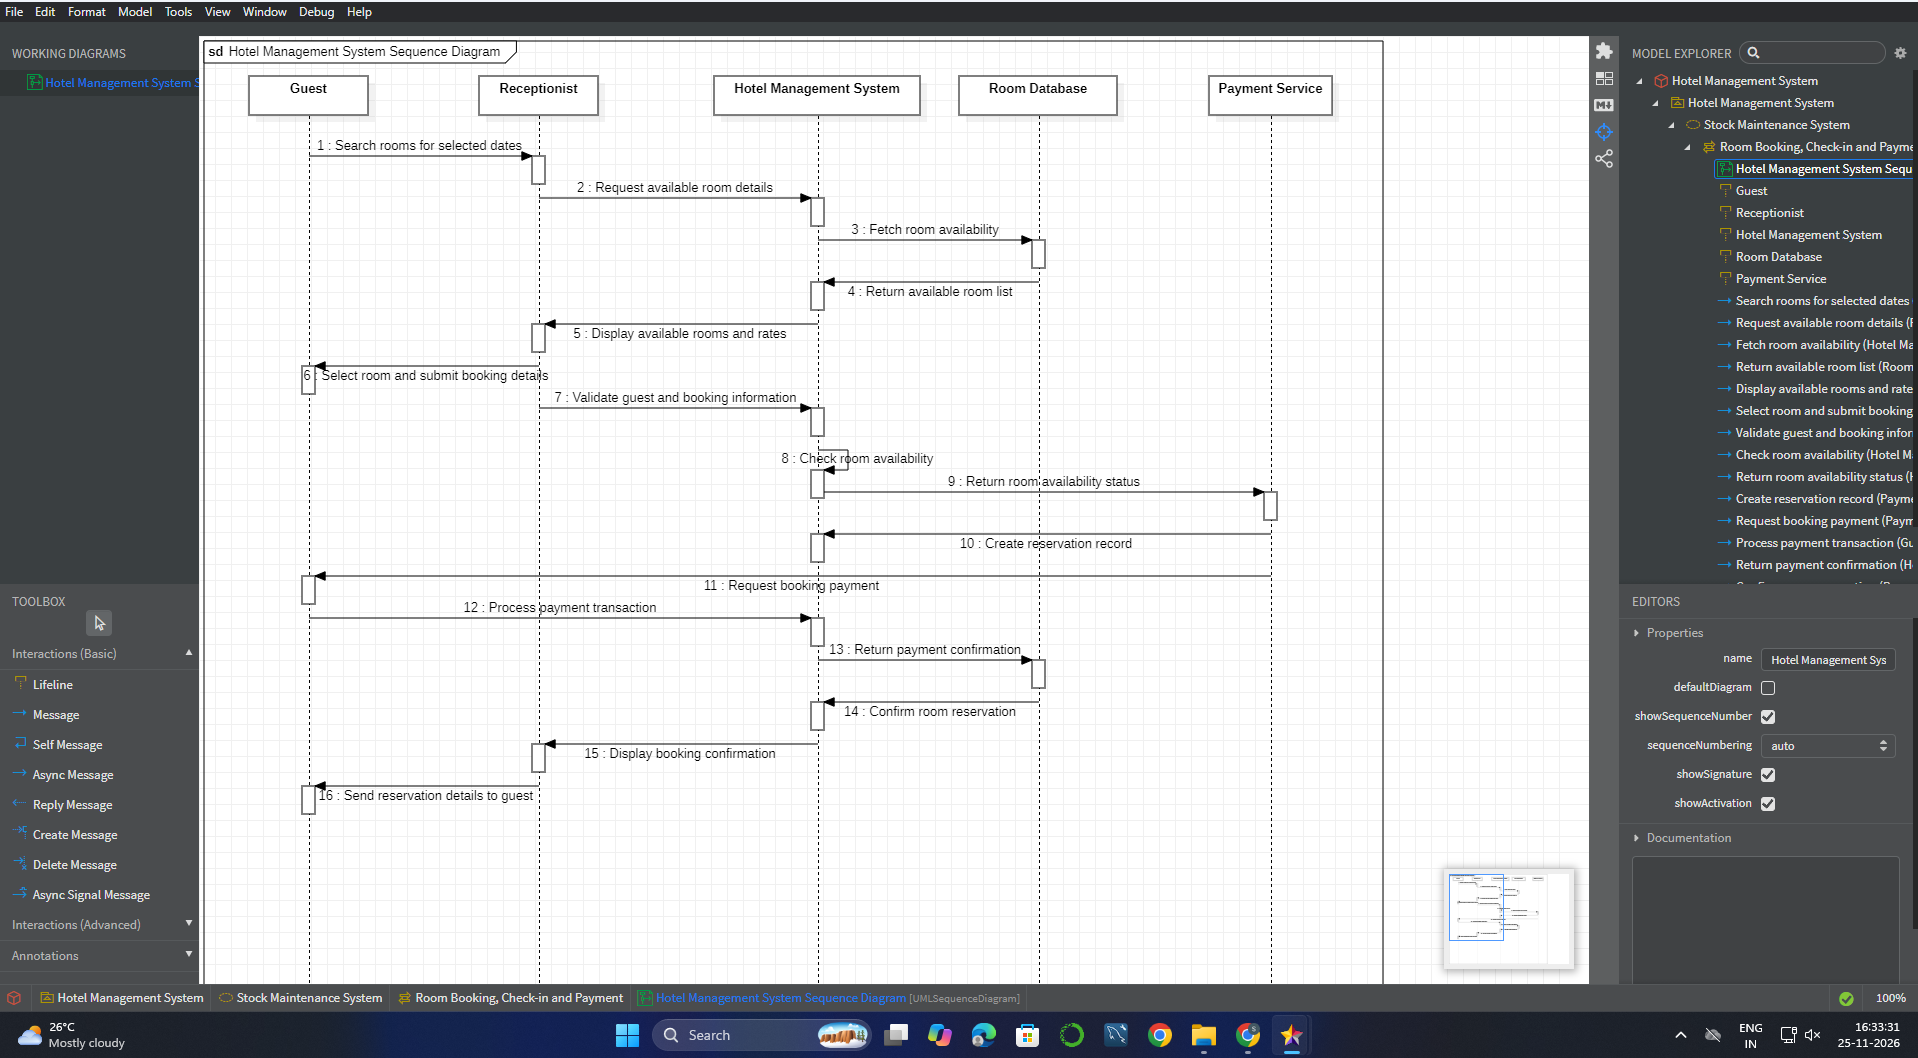 File Edit Format Model Tools View Window Debug Help
WORKING DIAGRAMS
Hotel Management System S
sd Hotel Management System Sequence Diagram
Guest
Receptionist
Hotel Management System
Room Database
Payment Service
1 : Search rooms for selected dates
2 : Request available room details
3 : Fetch room availability
4 : Return available room list
5 : Display available rooms and rates
6 : Select room and submit booking details
7 : Validate guest and booking information
8 : Check room availability
9 : Return room availability status
10 : Create reservation record
11 : Request booking payment
12 : Process payment transaction
13 : Return payment confirmation
14 : Confirm room reservation
15 : Display booking confirmation
16 : Send reservation details to guest
TOOLBOX
Interactions (Basic)
Lifeline
Message
Self Message
Async Message
Reply Message
Create Message
Delete Message
Async Signal Message
Interactions (Advanced)
Annotations
M
MODEL EXPLORER
Hotel Management System
Hotel Management System
Stock Maintenance System
Room Booking, Check-in and Payme
Hotel Management System Sequ
Guest
Receptionist
Hotel Management System
Room Database
Payment Service
Search rooms for selected dates
Request available room details (F
Fetch room availability (Hotel Ma
Return available room list (Room
Display available rooms and rate
Select room and submit booking
Validate guest and booking infor
Check room availability (Hotel M
Return room availability status (H
Create reservation record (Payme
Request booking payment (Paym
Process payment transaction (Gu
Return payment confirmation (H
EDITORS
Properties
name Hotel Management Sys
defaultDiagram
showSequenceNumber
sequenceNumbering auto
showSignature
showActivation
Documentation
Hotel Management System Stock Maintenance System Room Booking, Check-in and Payment Hotel Management System Sequence Diagram [UMLSequenceDiagram] 100%
26°C
Mostly cloudy
Search
ENG
IN
16:33:31
25-11-2026